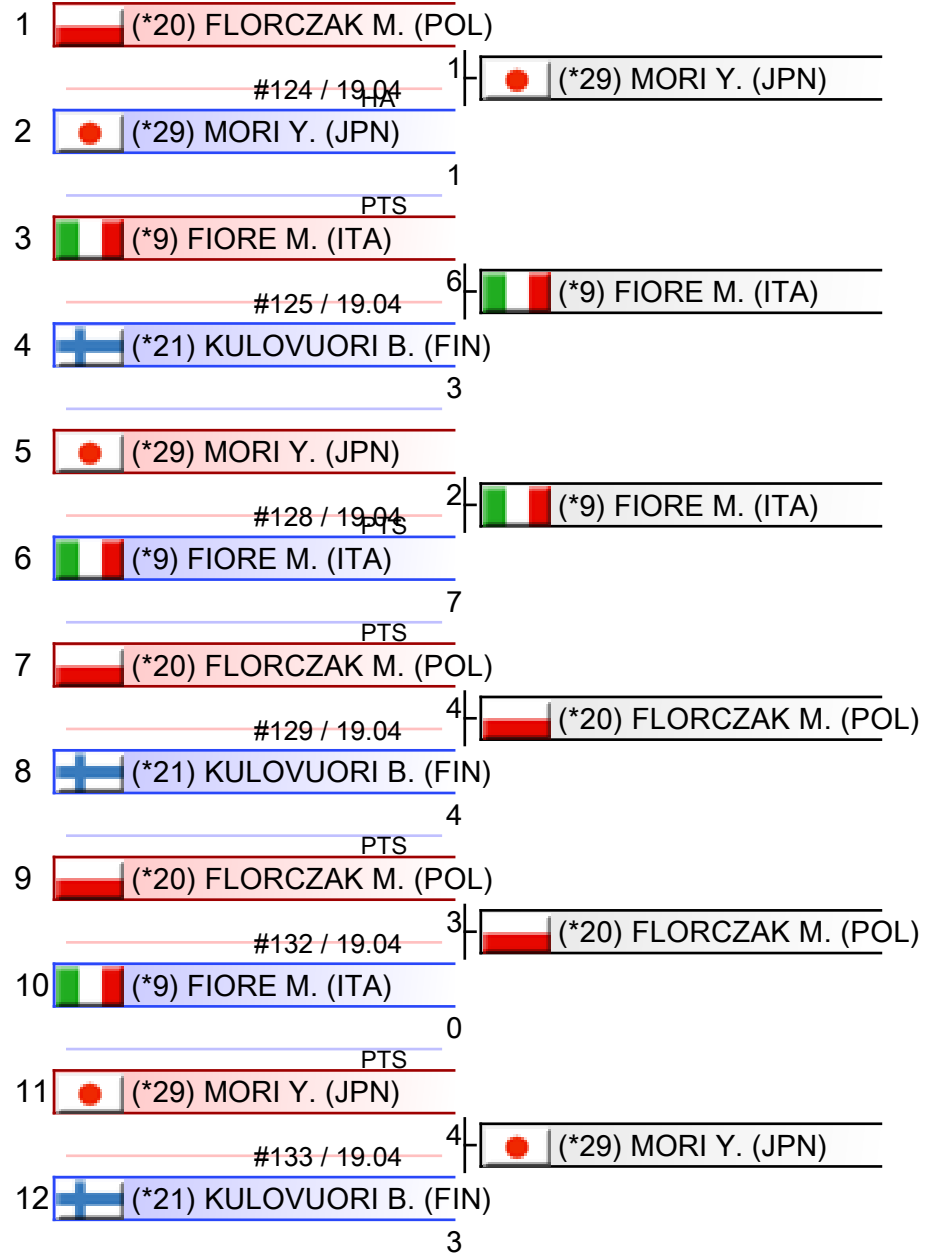 1 (*20) FLORCZAK M. (POL)
1 (*29) MORI Y. (JPN)
#124 / 19.04
HA
2 (*29) MORI Y. (JPN)
1
PTS
3 (*9) FIORE M. (ITA)
6 (*9) FIORE M. (ITA)
#125 / 19.04
4 (*21) KULOVUORI B. (FIN)
3
5 (*29) MORI Y. (JPN)
2 (*9) FIORE M. (ITA)
#128 / 19.04
PTS
6 (*9) FIORE M. (ITA)
7
PTS
7 (*20) FLORCZAK M. (POL)
4 (*20) FLORCZAK M. (POL)
#129 / 19.04
8 (*21) KULOVUORI B. (FIN)
4
PTS
9 (*20) FLORCZAK M. (POL)
3 (*20) FLORCZAK M. (POL)
#132 / 19.04
10 (*9) FIORE M. (ITA)
0
PTS
11 (*29) MORI Y. (JPN)
4 (*29) MORI Y. (JPN)
#133 / 19.04
12 (*21) KULOVUORI B. (FIN)
3